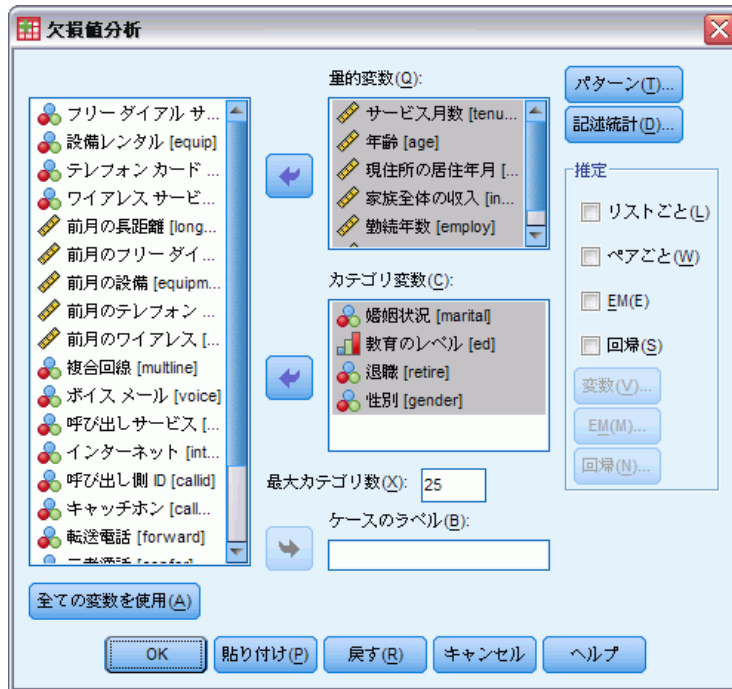 欠損値分析
フリー ダイアル サ...
設備レンタル [equip]
テレフォン カード ...
ワイアレス サービ...
前月の長距離 [long...
前月のフリー ダイ...
前月の設備 [equipm...
前月のテレフォン ...
前月のワイアレス [...
複合回線 [multline]
ボイス メール [voice]
呼び出しサービス [...
インターネット [int...
呼び出し側 ID [callid]
キャッチホン [call...
転送電話 [forward]
全ての変数を使用(A)
量的変数(Q):
サービス月数 [tenu...
年齢 [age]
現住所の居住年月 [...
家族全体の収入 [in...
勤続年数 [employ]
カテゴリ変数(C):
婚姻状況 [marital]
教育のレベル [ed]
退職 [retire]
性別 [gender]
最大カテゴリ数(X): 25
ケースのラベル(B):
パターン(T)...
記述統計(D)...
推定
リストごと(L)
ペアごと(W)
EM(E)
回帰(S)
変数(V)...
EM(M)...
回帰(N)...
OK
貼り付け(P)
戻す(R)
キャンセル
ヘルプ